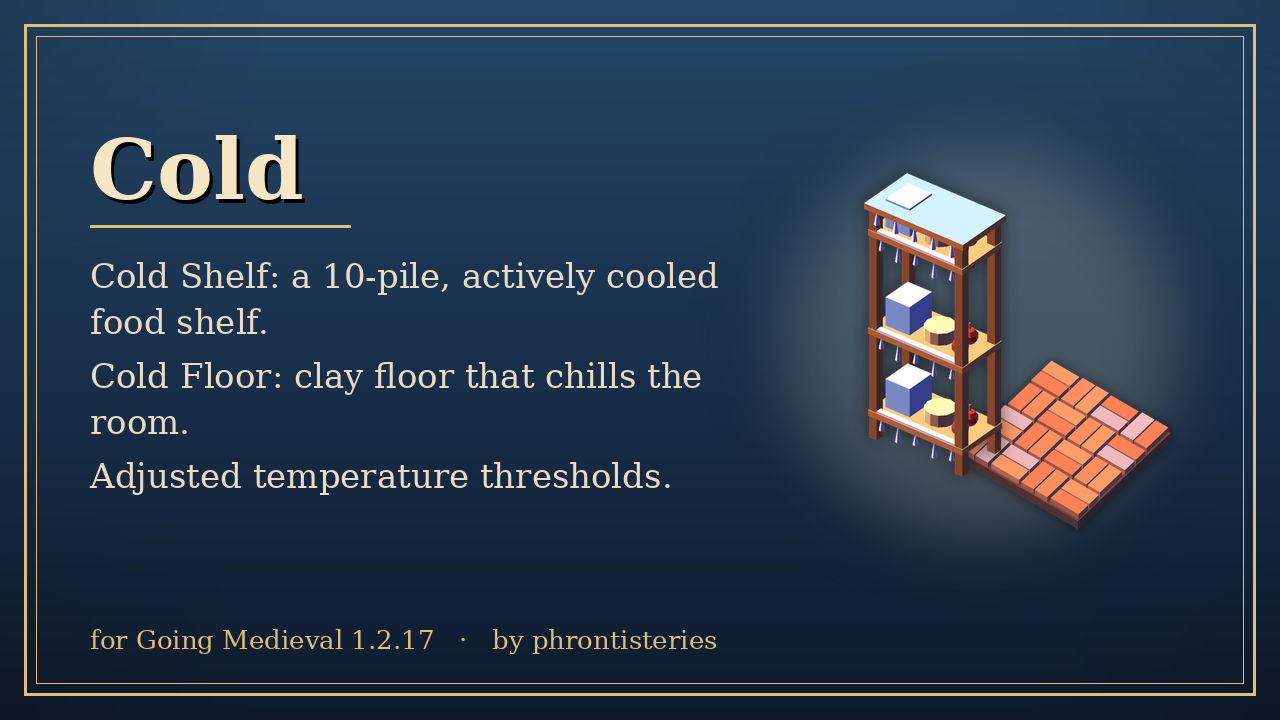 Cold
Cold Shelf: a 10-pile, actively cooled
food shelf.
Cold Floor: clay floor that chills the
room.
Adjusted temperature thresholds.
for Going Medieval 1.2.17 · by phrontisteries